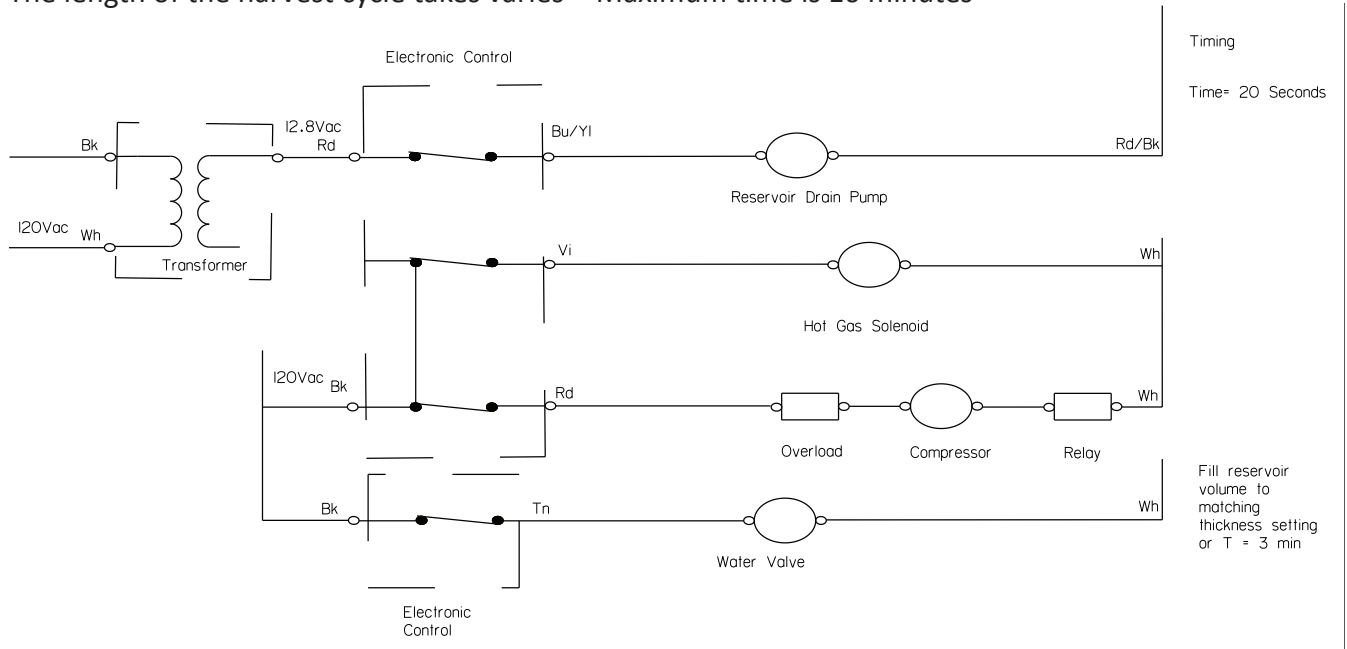 The length of the harvest cycle takes varies – Maximum time is minutes
Electronic Control
Timing
Time= 20 Seconds
12.8Vac
Bk
Rd
Bu/Yl
Rd/Bk
Reservoir Drain Pump
120Vac
Wh
Transformer
Vi
Wh
Hot Gas Solenoid
120Vac
Bk
Rd
Wh
Overload
Compressor
Relay
Bk
Tn
Wh
Water Valve
Fill reservoir
volume to
matching
thickness setting
or T = 3 min
Electronic
Control